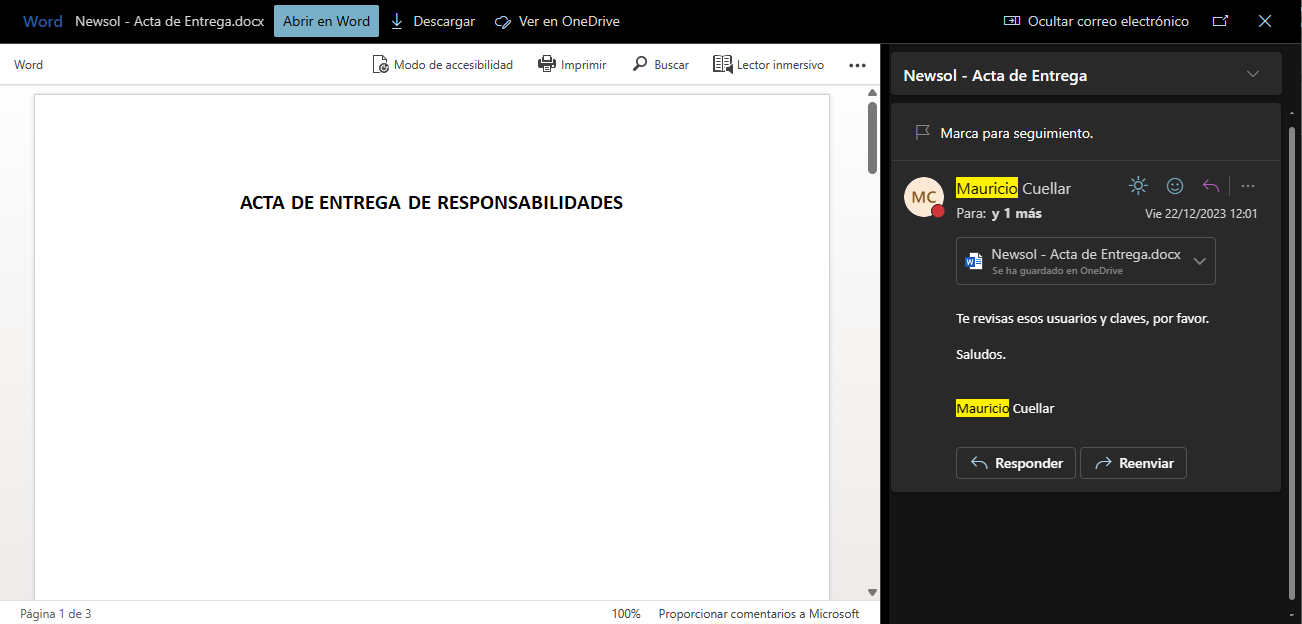 Word Newsol - Acta de Entrega.docx Abrir en Word Descargar Ver en OneDrive Ocultar correo electrónico
Word Modo de accesibilidad Imprimir Buscar Lector inmersivo
ACTA DE ENTREGA DE RESPONSABILIDADES
Página 1 de 3 100% Proporcionar comentarios a Microsoft
Newsol - Acta de Entrega
Marca para seguimiento.
MC Mauricio Cuellar
Para: y 1 más Vie 22/12/2023 12:01
Newsol - Acta de Entrega.docx
Se ha guardado en OneDrive
Te revisas esos usuarios y claves, por favor.
Saludos.
Mauricio Cuellar
Responder Reenviar